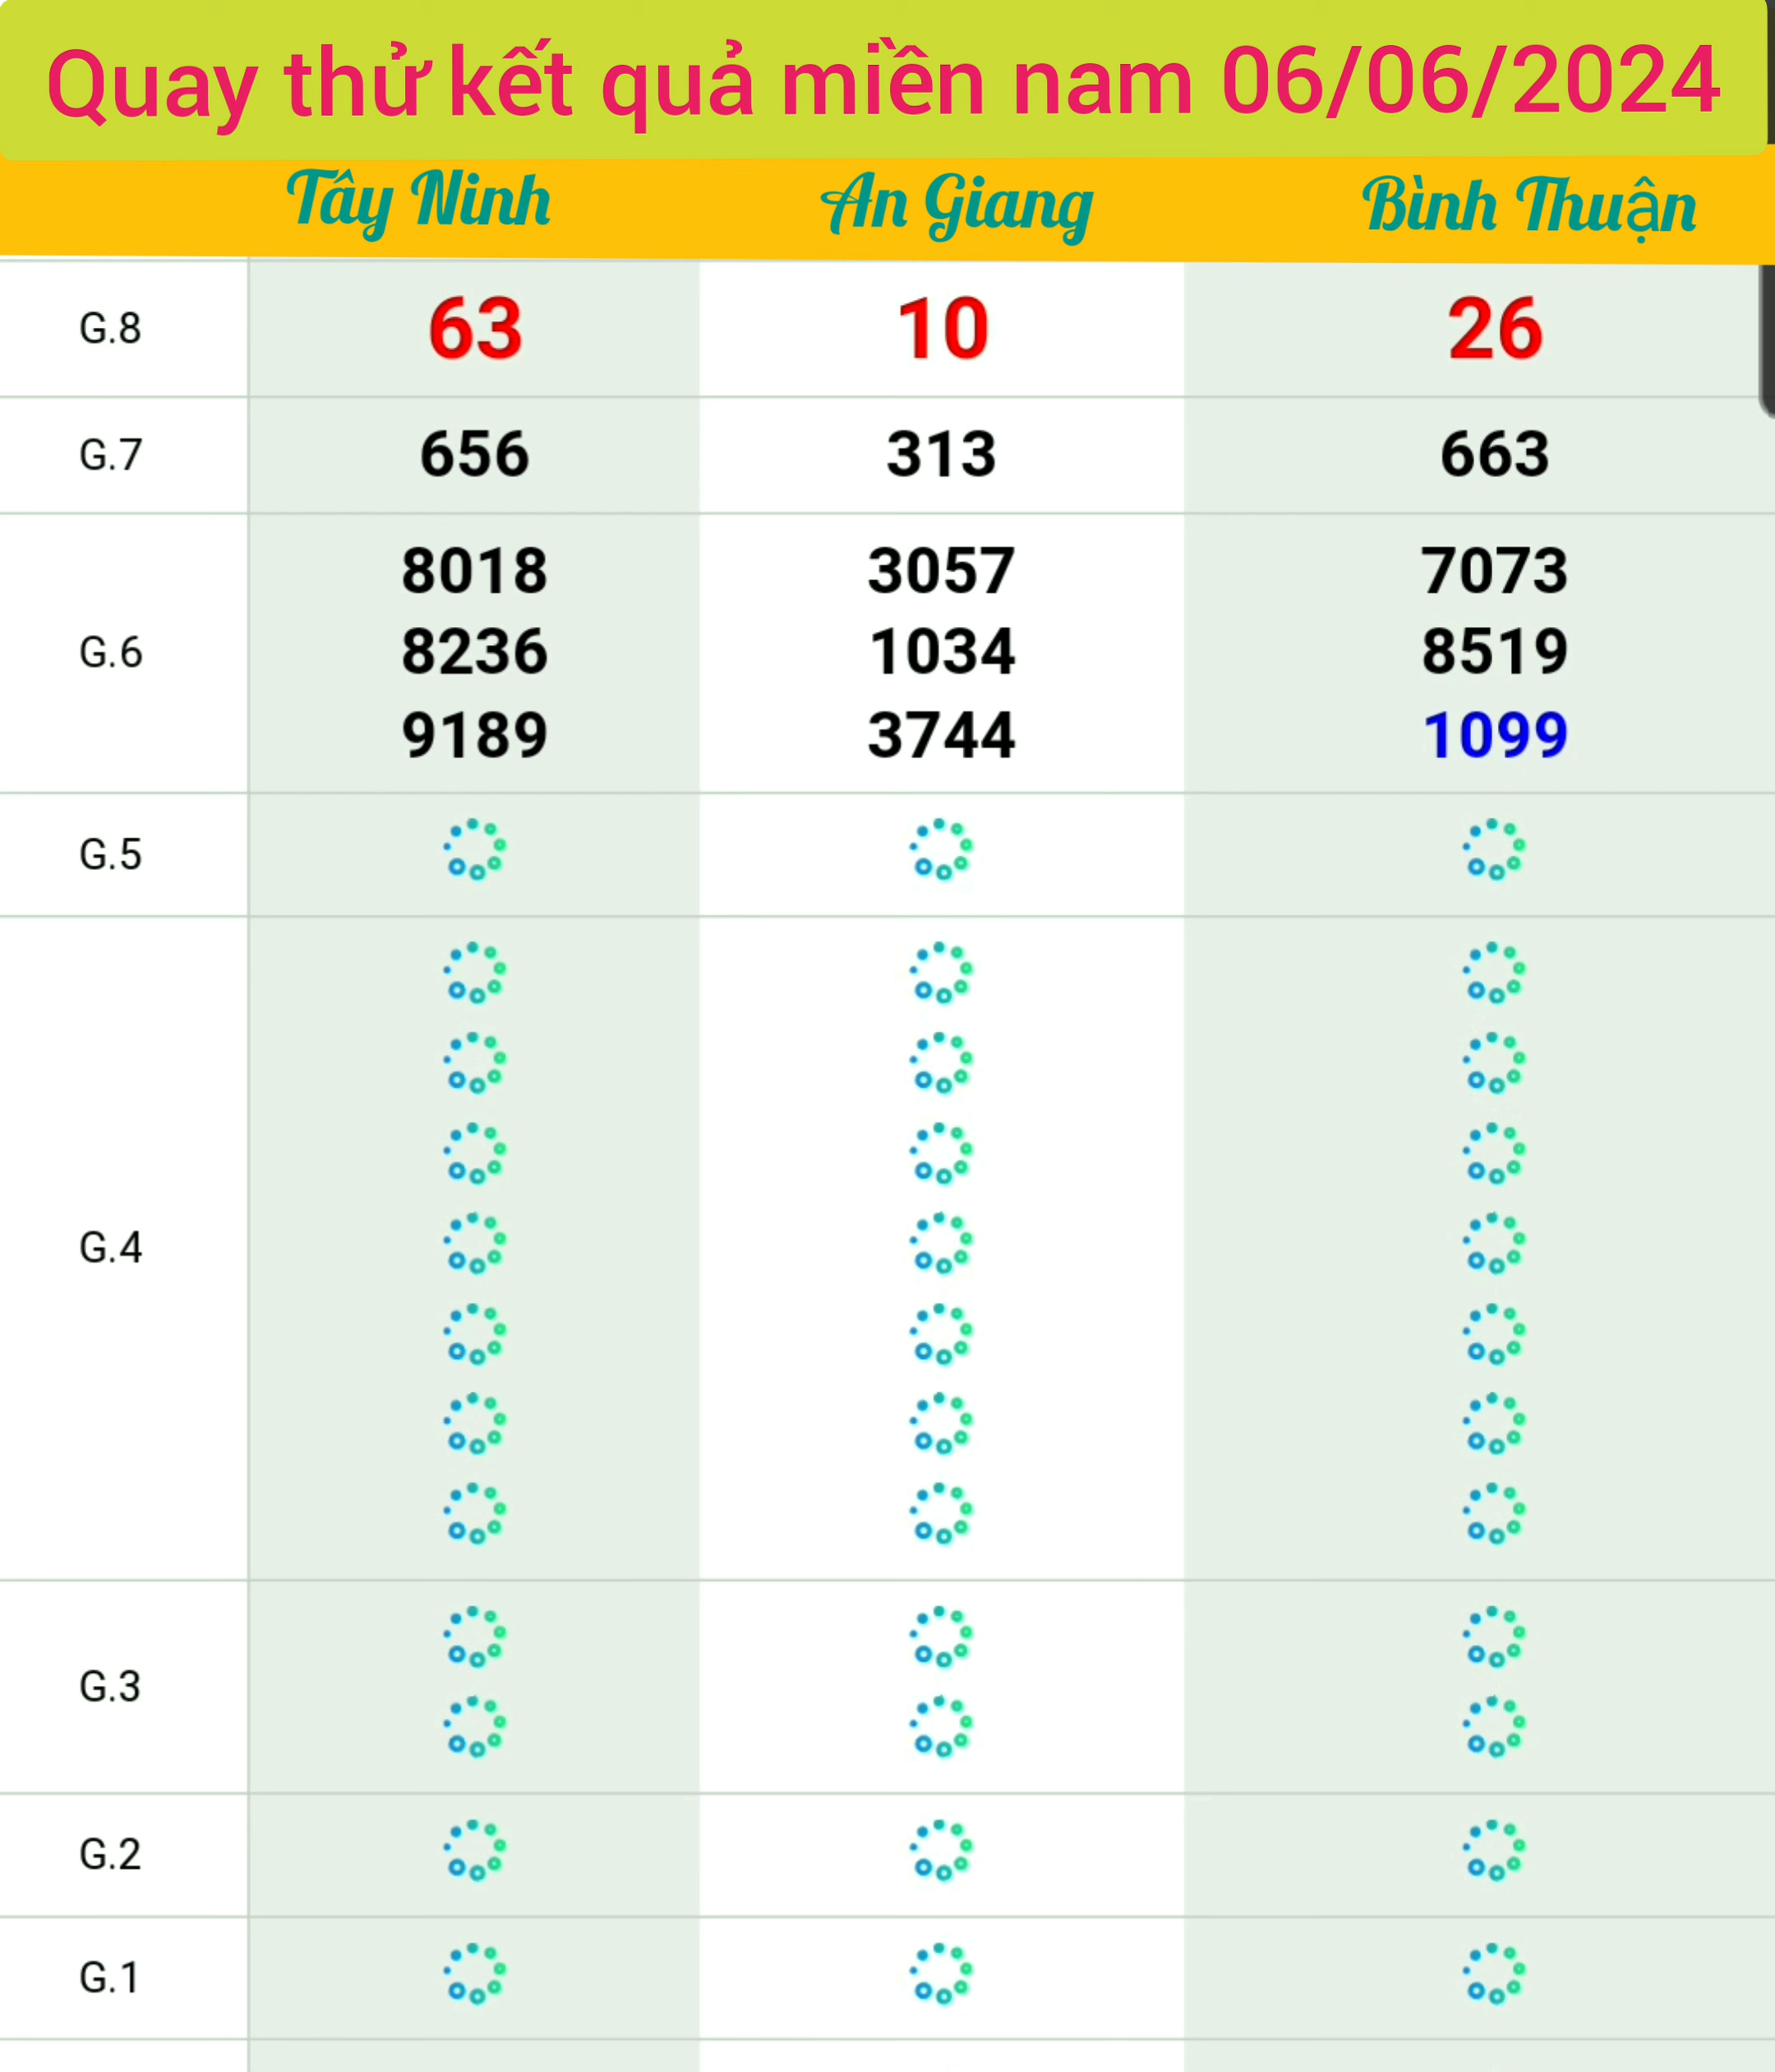 Quay thử kết quả miền nam 06/06/2024
Tây Ninh An Giang Bình Thuận
G.8 63 10 26
G.7 656 313 663
8018 3057 7073
G.6 8236 1034 8519
9189 3744 1099
G.5
G.4
G.3
G.2
G.1